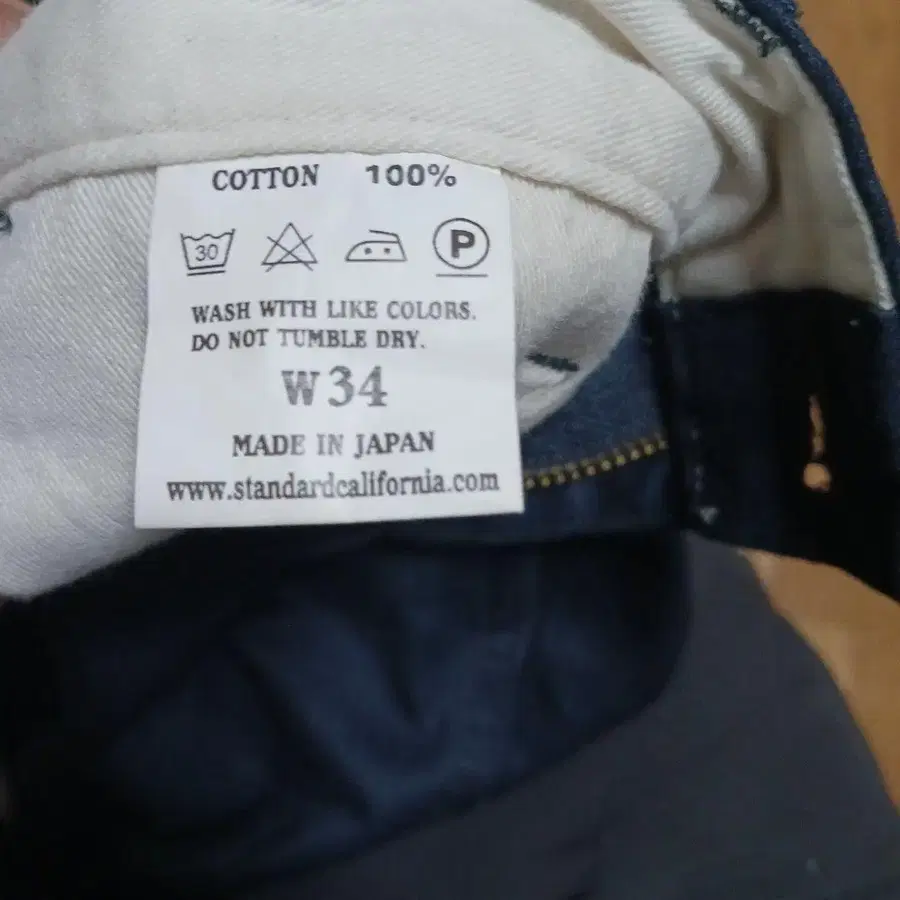 COTTON 100%
30 P
WASH WITH LIKE COLORS.
DO NOT TUMBLE DRY.
W34
MADE IN JAPAN
www.standardcalifornia.com